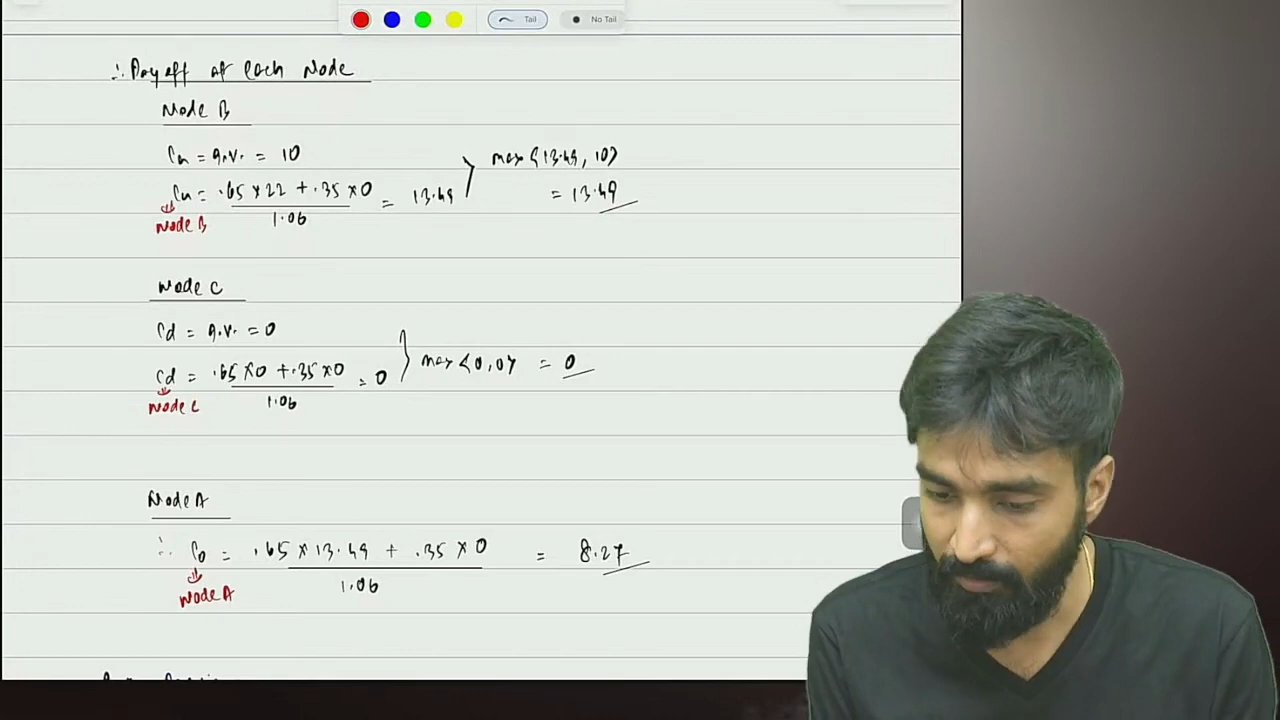 Tail No Tail
∴ Payoff at each Node
Node B
Cu = g.v. = 10
Cu = .65 × 22 + .35 × 0 / 1.06 = 13.49
max {13.49, 10}
= 13.49
Node B
Node C
Cd = g.v. = 0
Cd = .65 × 0 + .35 × 0 / 1.06 = 0
max {0, 0} = 0
Node C
Node A
∴ C0 = .65 × 13.49 + .35 × 0 / 1.06 = 8.27
Node A